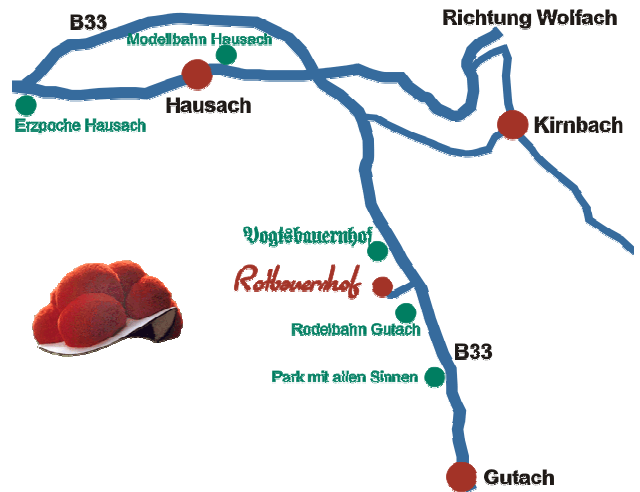 Richtung Wolfach
B33
Modellbahn Hausach
Hausach
Erzpoche Hausach
Kirnbach
Vogtsbauernhof
Rotbauernhof
Rodelbahn Gutach
B33
Park mit allen Sinnen
Gutach